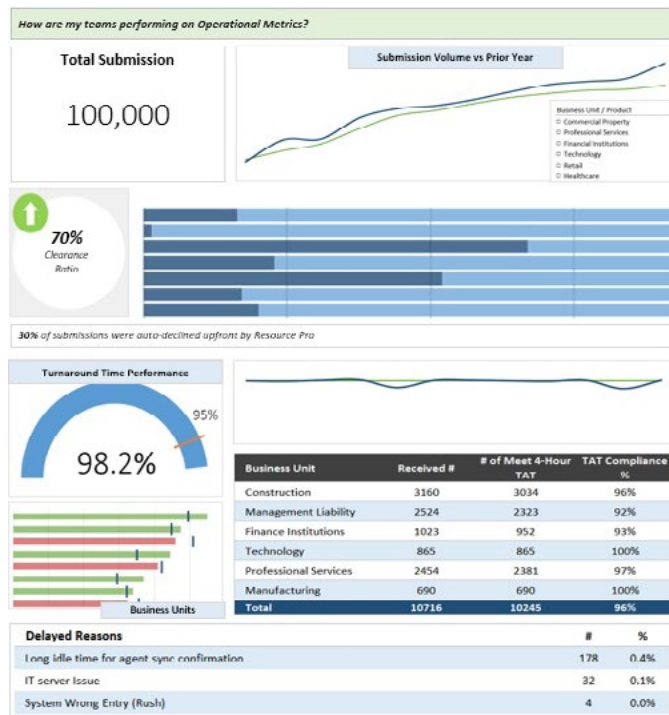 How are my teams performing on Operational Metrics?
Total Submission
100,000
Submission Volume vs Prior Year
Business Unit / Product
Commercial Property
Professional Services
Financial Institutions
Technology
Retail
Healthcare
70%
Clearance
Ratio
30% of submissions were auto-declined upfront by Resource Pro
Turnaround Time Performance
95%
98.2%
Business Unit Received # # of Meet 4-Hour TAT TAT Compliance %
Construction 3160 3034 96%
Management Liability 2524 2323 92%
Finance Institutions 1023 952 93%
Technology 865 865 100%
Professional Services 2454 2381 97%
Manufacturing 690 690 100%
Total 10716 10245 96%
Business Units
Delayed Reasons # %
Long idle time for agent sync confirmation 178 0.4%
IT server Issue 32 0.1%
System Wrong Entry (Rush) 4 0.0%